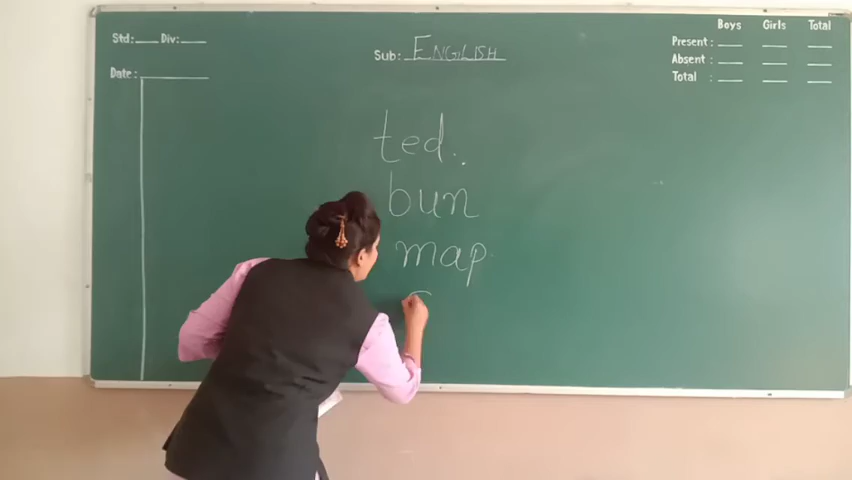 Boys Girls Total
Std: Div:
Sub: ENGLISH
Present:
Absent :
Date:
Total :
ted.
bun
map